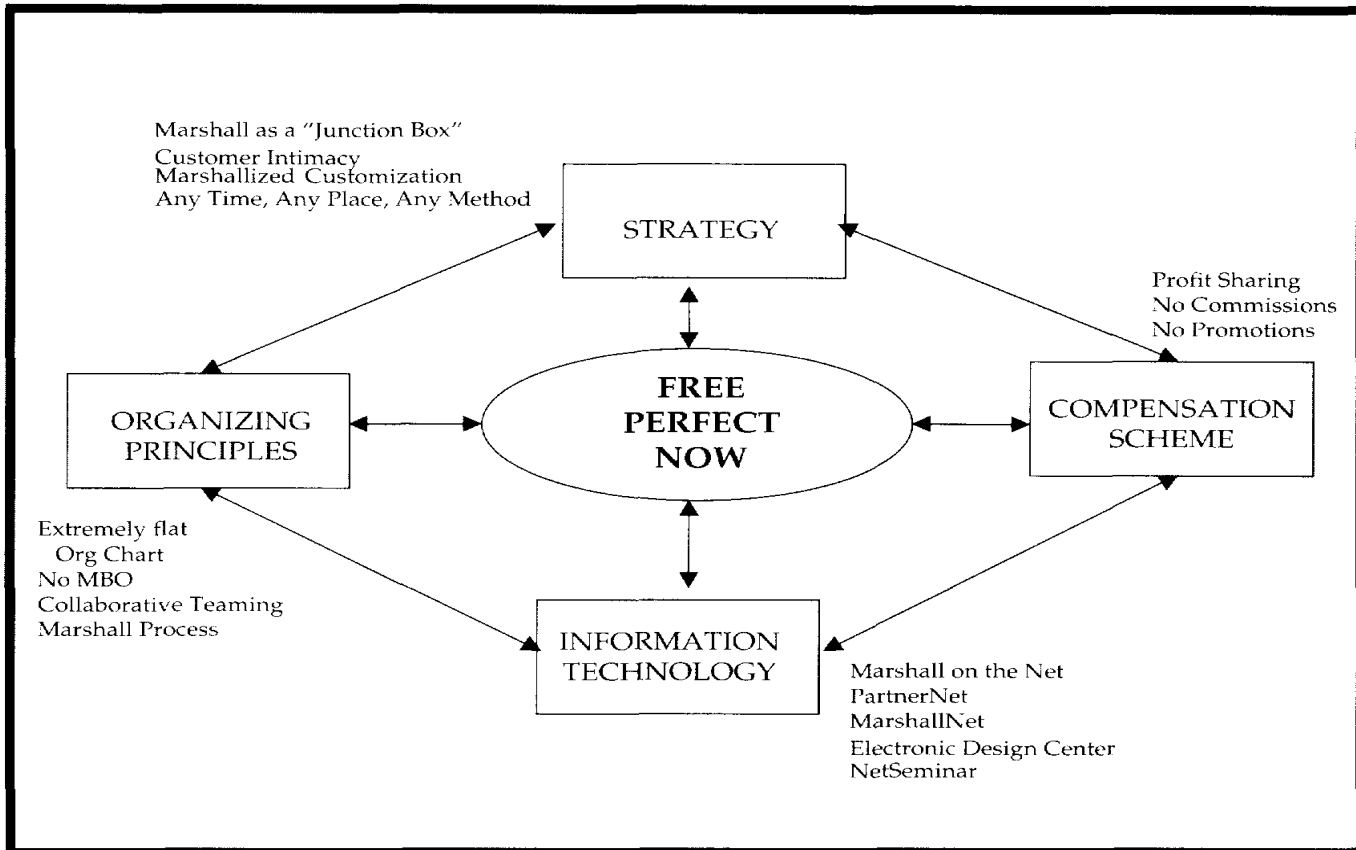 Marshall as a "Junction Box"
Customer Intimacy
Marshallized Customization
Any Time, Any Place, Any Method
STRATEGY
Profit Sharing
No Commissions
No Promotions
ORGANIZING
PRINCIPLES
FREE
PERFECT
NOW
COMPENSATION
SCHEME
Extremely flat
Org Chart
No MBO
Collaborative Teaming
Marshall Process
INFORMATION
TECHNOLOGY
Marshall on the Net
PartnerNet
MarshallNet
Electronic Design Center
NetSeminar